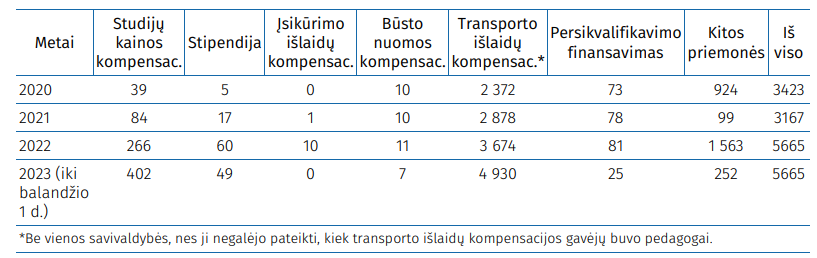 Metai | Studijų kainos kompensac. | Stipendija | Įsikūrimo išlaidų kompensac. | Būsto nuomos kompensac. | Transporto išlaidų kompensac.* | Persikvalifikavimo finansavimas | Kitos priemonės | Iš viso
2020 | 39 | 5 | 0 | 10 | 2 372 | 73 | 924 | 3423
2021 | 84 | 17 | 1 | 10 | 2 878 | 78 | 99 | 3167
2022 | 266 | 60 | 10 | 11 | 3 674 | 81 | 1 563 | 5665
2023 (iki balandžio 1 d.) | 402 | 49 | 0 | 7 | 4 930 | 25 | 252 | 5665
*Be vienos savivaldybės, nes ji negalėjo pateikti, kiek transporto išlaidų kompensacijos gavėjų buvo pedagogai.